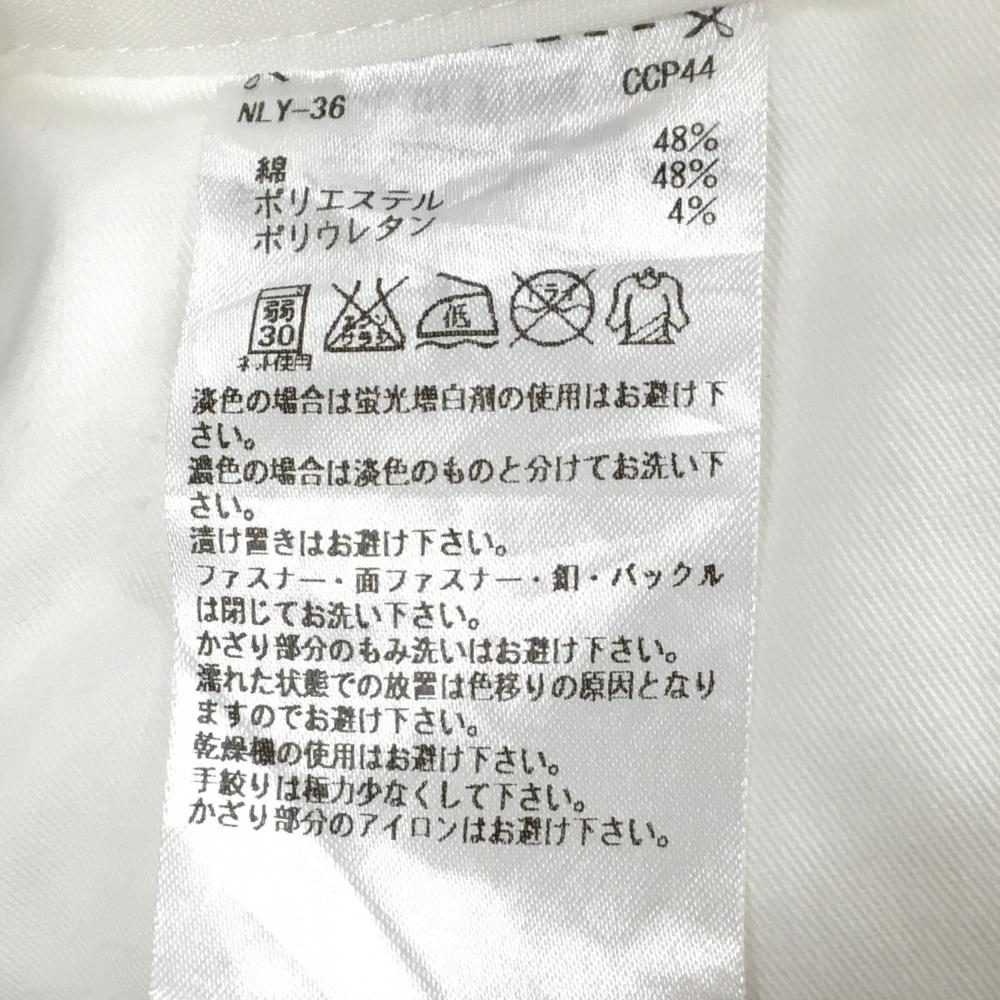 NLY-36 CCP44
綿 48%
ポリエステル 48%
ポリウレタン 4%
弱
30
ネット使用
エンソ
サラシ
低
ドライ
淡色の場合は蛍光増白剤の使用はお避け下
さい。
濃色の場合は淡色のものと分けてお洗い下
さい。
漬け置きはお避け下さい。
ファスナー・面ファスナー・釦・バックル
は閉じてお洗い下さい。
かざり部分のもみ洗いはお避け下さい。
濡れた状態での放置は色移りの原因となり
ますのでお避け下さい。
乾燥機の使用はお避け下さい。
手絞りは極力少なくして下さい。
かざり部分のアイロンはお避け下さい。